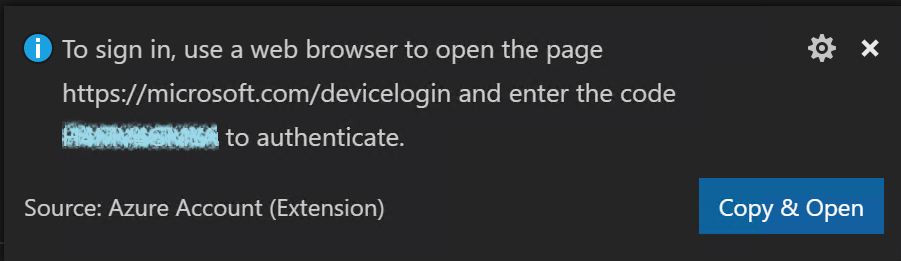 To sign in, use a web browser to open the page
https://microsoft.com/devicelogin and enter the code
to authenticate.
Source: Azure Account (Extension)
Copy & Open